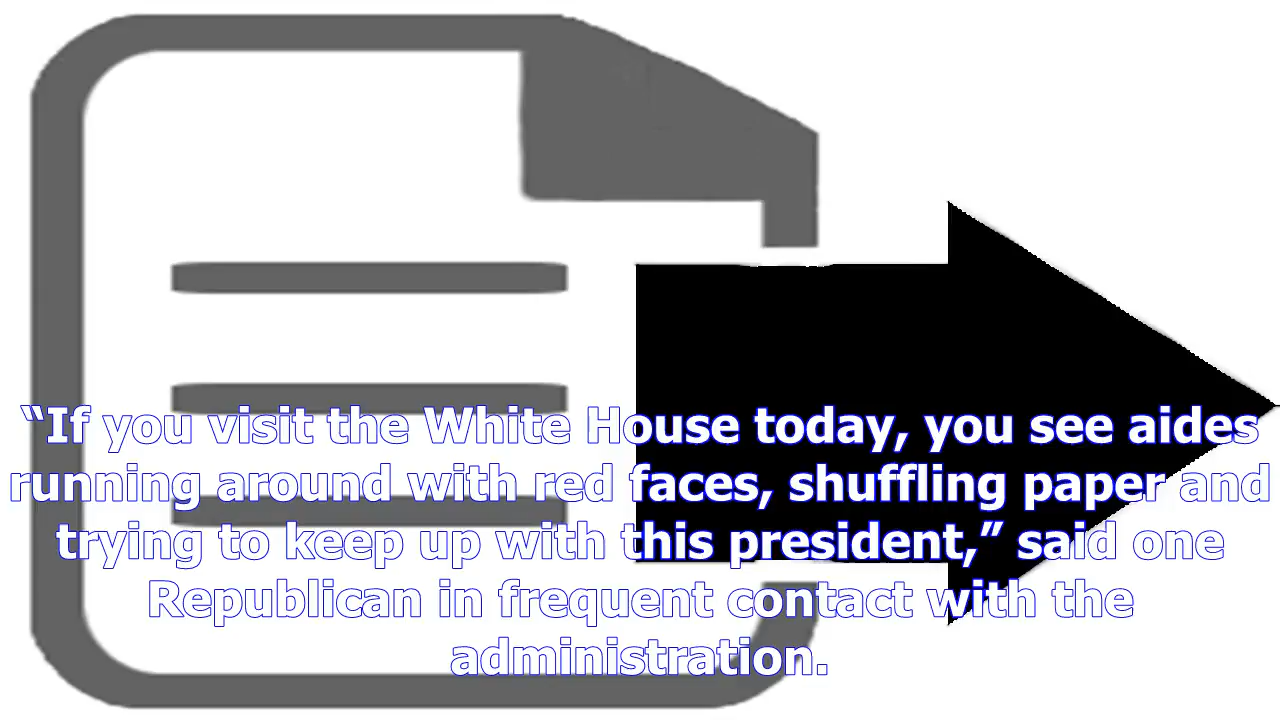 “If you visit the White House today, you see aides
running around with red faces, shuffling paper and
trying to keep up with this president,” said one
Republican in frequent contact with the
administration.